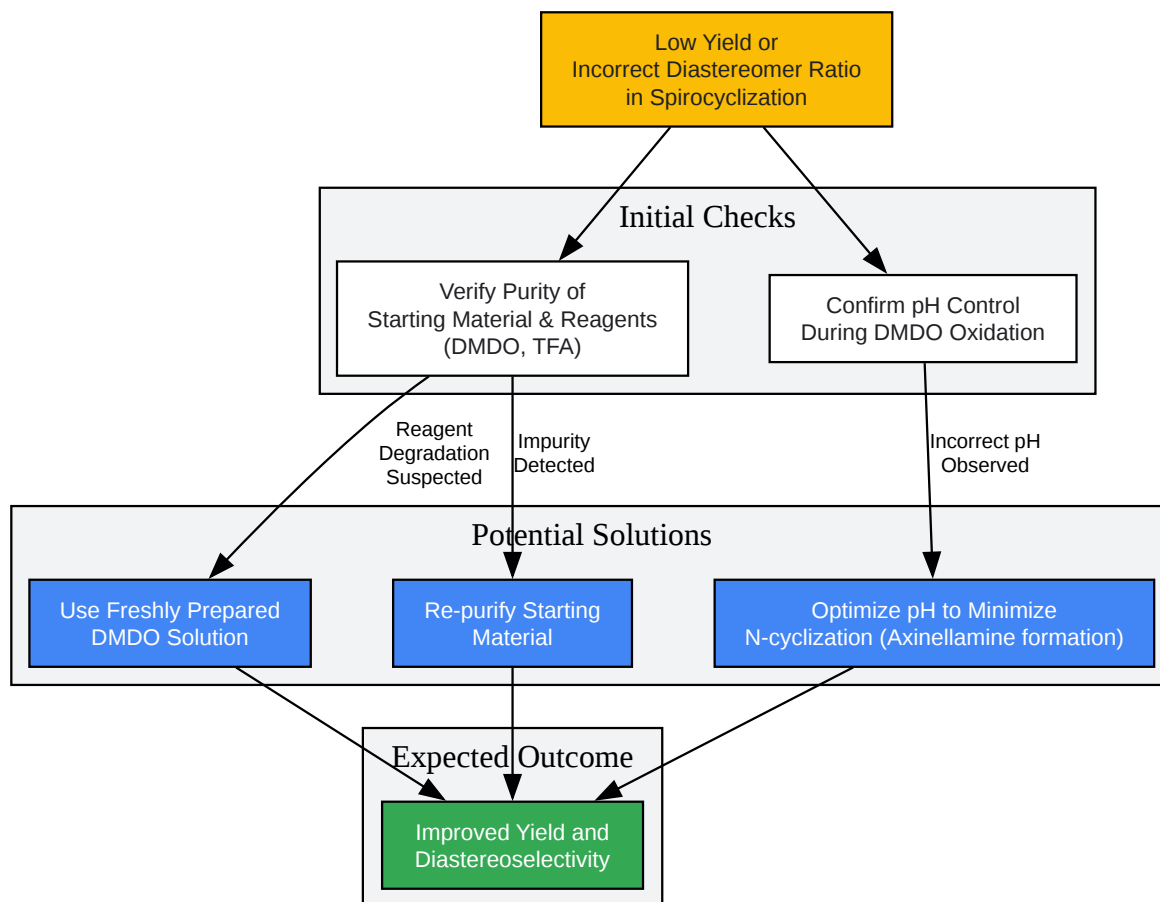 Low Yield or
Incorrect Diastereomer Ratio
in Spirocyclization
Initial Checks
Verify Purity of
Starting Material & Reagents
(DMDO, TFA)
Confirm pH Control
During DMDO Oxidation
Reagent
Degradation
Suspected
Impurity
Detected
Incorrect pH
Observed
Potential Solutions
Use Freshly Prepared
DMDO Solution
Re-purify Starting
Material
Optimize pH to Minimize
N-cyclization (Axinellamine formation)
Expected Outcome
Improved Yield and
Diastereoselectivity